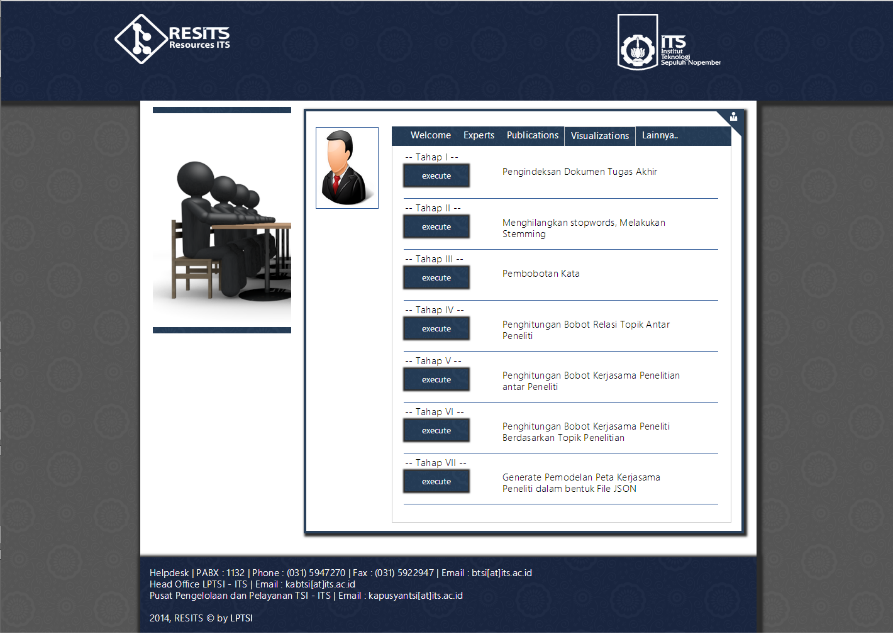 RESITS
Resources ITS
ITS
Institut
Teknologi
Sepuluh Nopember
Welcome Experts Publications Visualizations Lainnya..
-- Tahap I --
execute
Pengindeksan Dokumen Tugas Akhir
-- Tahap II --
execute
Menghilangkan stopwords, Melakukan
Stemming
-- Tahap III --
execute
Pembobotan Kata
-- Tahap IV --
execute
Penghitungan Bobot Relasi Topik Antar
Peneliti
-- Tahap V --
execute
Penghitungan Bobot Kerjasama Penelitian
antar Peneliti
-- Tahap VI --
execute
Penghitungan Bobot Kerjasama Peneliti
Berdasarkan Topik Penelitian
-- Tahap VII --
execute
Generate Pemodelan Peta Kerjasama
Peneliti dalam bentuk File JSON
Helpdesk | PABX : 1132 | Phone : (031) 5947270 | Fax : (031) 5922947 | Email : btsi[at]its.ac.id
Head Office LPTSI - ITS | Email : kabtsi[at]its.ac.id
Pusat Pengelolaan dan Pelayanan TSI - ITS | Email : kapusyantsi[at]its.ac.id
2014, RESITS © by LPTSI